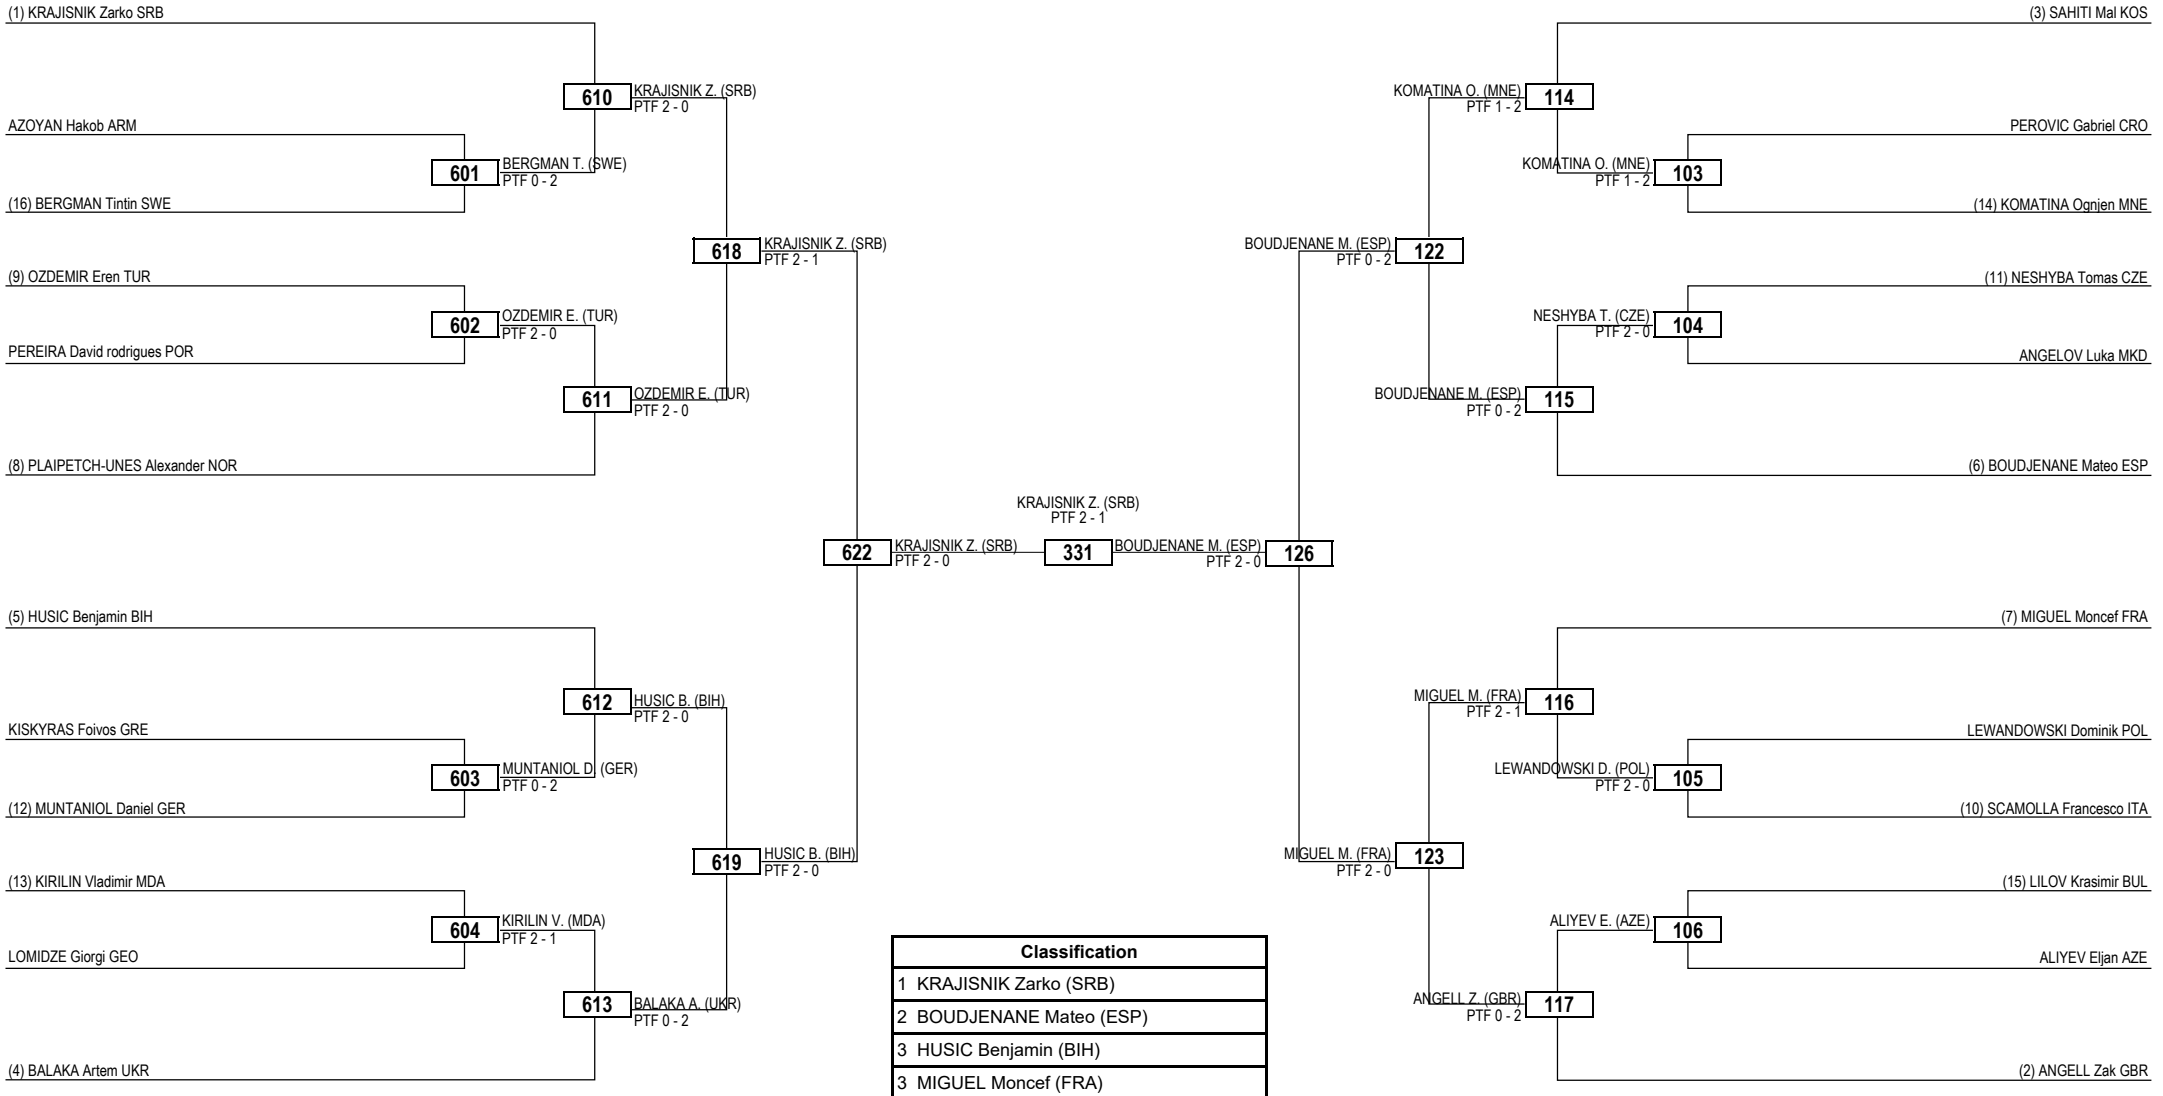 (1) KRAJISNIK Zarko SRB
610
KRAJISNIK Z. (SRB)
PTF 2 - 0
AZOYAN Hakob ARM
601
BERGMAN T. (SWE)
PTF 0 - 2
(16) BERGMAN Tintin SWE
618
KRAJISNIK Z. (SRB)
PTF 2 - 1
(9) OZDEMIR Eren TUR
602
OZDEMIR E. (TUR)
PTF 2 - 0
PEREIRA David rodrigues POR
611
OZDEMIR E. (TUR)
PTF 2 - 0
(8) PLAIPETCH-UNES Alexander NOR
622
KRAJISNIK Z. (SRB)
PTF 2 - 0
(5) HUSIC Benjamin BIH
612
HUSIC B. (BIH)
PTF 2 - 0
KISKYRAS Foivos GRE
603
MUNTANIOL D. (GER)
PTF 0 - 2
(12) MUNTANIOL Daniel GER
619
HUSIC B. (BIH)
PTF 2 - 0
(13) KIRILIN Vladimir MDA
604
KIRILIN V. (MDA)
PTF 2 - 1
LOMIDZE Giorgi GEO
613
BALAKA A. (UKR)
PTF 0 - 2
(4) BALAKA Artem UKR
KRAJISNIK Z. (SRB)
PTF 2 - 1
331
(3) SAHITI Mal KOS
KOMATINA O. (MNE)
PTF 1 - 2
114
PEROVIC Gabriel CRO
KOMATINA O. (MNE)
PTF 1 - 2
103
(14) KOMATINA Ognjen MNE
BOUDJENANE M. (ESP)
PTF 0 - 2
122
(11) NESHYBA Tomas CZE
NESHYBA T. (CZE)
PTF 2 - 0
104
ANGELOV Luka MKD
BOUDJENANE M. (ESP)
PTF 0 - 2
115
(6) BOUDJENANE Mateo ESP
BOUDJENANE M. (ESP)
PTF 2 - 0
126
(7) MIGUEL Moncef FRA
MIGUEL M. (FRA)
PTF 2 - 1
116
LEWANDOWSKI Dominik POL
LEWANDOWSKI D. (POL)
PTF 2 - 0
105
(10) SCAMOLLA Francesco ITA
MIGUEL M. (FRA)
PTF 2 - 0
123
(15) LILOV Krasimir BUL
ALIYEV E. (AZE)
106
ALIYEV Eljan AZE
ANGELL Z. (GBR)
PTF 0 - 2
117
(2) ANGELL Zak GBR
Classification
1 KRAJISNIK Zarko (SRB)
2 BOUDJENANE Mateo (ESP)
3 HUSIC Benjamin (BIH)
3 MIGUEL Moncef (FRA)